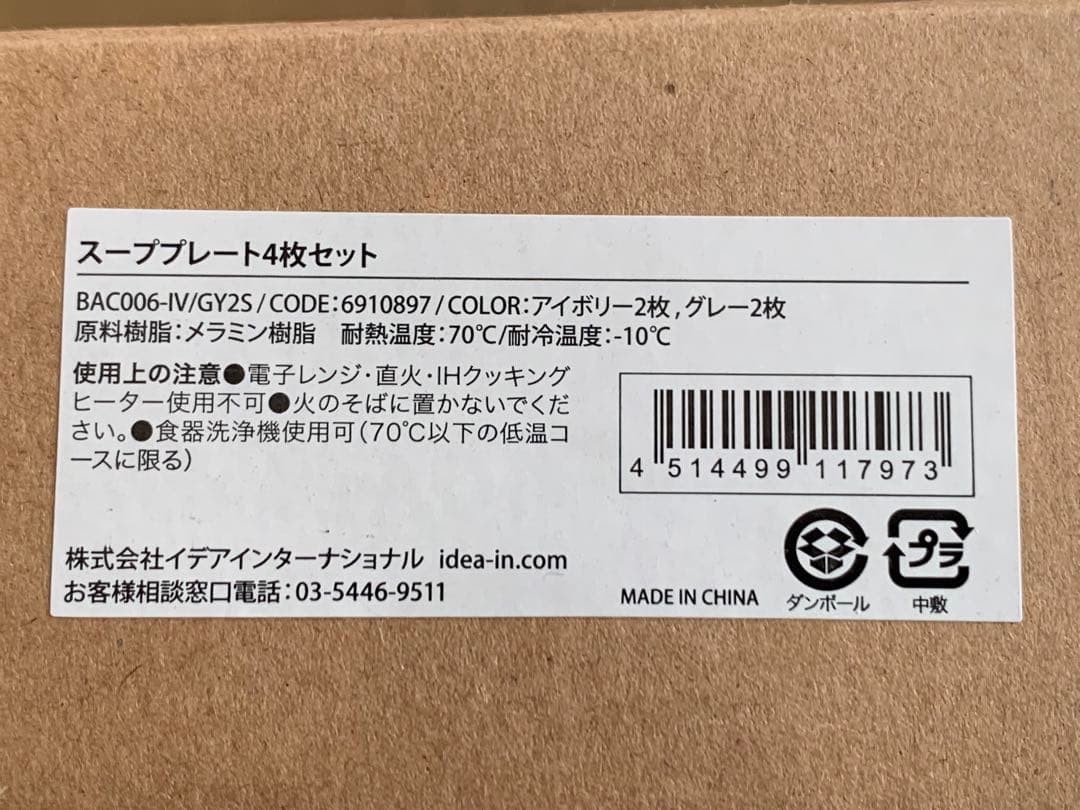 スーププレート4枚セット
BAC006-IV/GY2S/CODE:6910897/COLOR:アイボリー2枚,グレー2枚
原料樹脂:メラミン樹脂　耐熱温度:70℃/耐冷温度:-10℃
使用上の注意●電子レンジ・直火・IHクッキング
ヒーター使用不可●火のそばに置かないでくだ
さい。●食器洗浄機使用可(70℃以下の低温コ
ースに限る)
4 514499 117973
株式会社イデアインターナショナル idea-in.com
お客様相談窓口電話:03-5446-9511
MADE IN CHINA
ダンボール
プラ
中敷